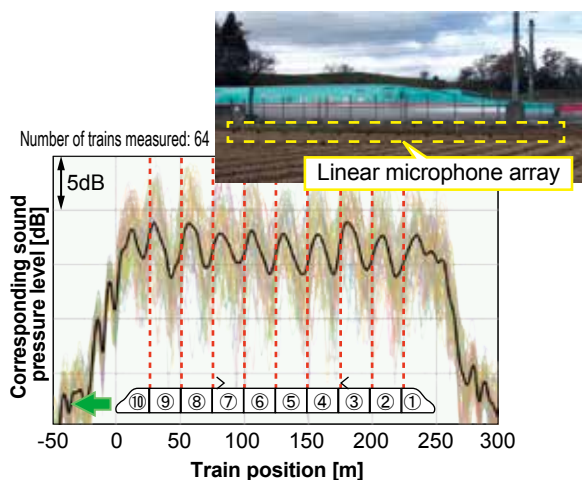 Number of trains measured: 64
Linear microphone array
5dB
Corresponding sound
pressure level [dB]
⑩ ⑨ ⑧ ⑦ ⑥ ⑤ ④ ③ ② ①
-50 0 50 100 150 200 250 300
Train position [m]